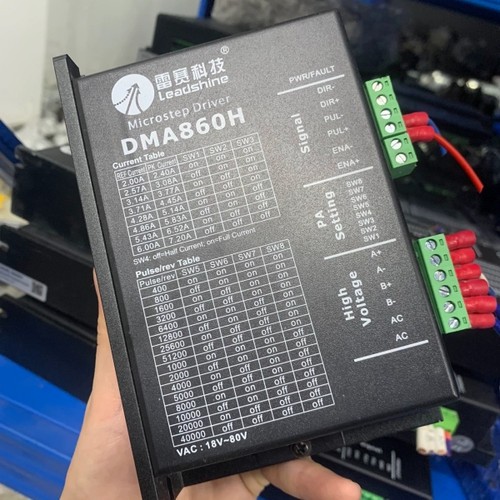 雷赛科技®
Leadshine
Microstep Driver
DMA860H
Current Table
REF Current PK Current SW1 SW2 SW3
2.00A 2.40A on on on
2.57A 3.08A off on on
3.14A 3.77A on off on
3.71A 4.45A off off on
4.28A 5.14A on on off
4.86A 5.83A off on off
5.43A 6.52A on off off
6.00A 7.20A off off off
SW4: off=Half Current; on=Full Current
Pulse/rev Table
Pulse/rev SW5 SW6 SW7 SW8
400 on on on on
800 off on on on
1600 on off on on
3200 off off on on
6400 on on off on
12800 off on off on
25600 on off off on
51200 off off off on
1000 on on on off
2000 off on on off
4000 on off on off
5000 off off on off
8000 on on off off
10000 off on off off
20000 on off off off
40000 off off off off
VAC : 18V~80V
PWR/FAULT
Signal
DIR-
DIR+
PUL-
PUL+
ENA-
ENA+
PA
Setting
SW8
SW7
SW6
SW5
SW4
SW3
SW2
SW1
High
Voltage
A+
A-
B+
B-
AC
AC